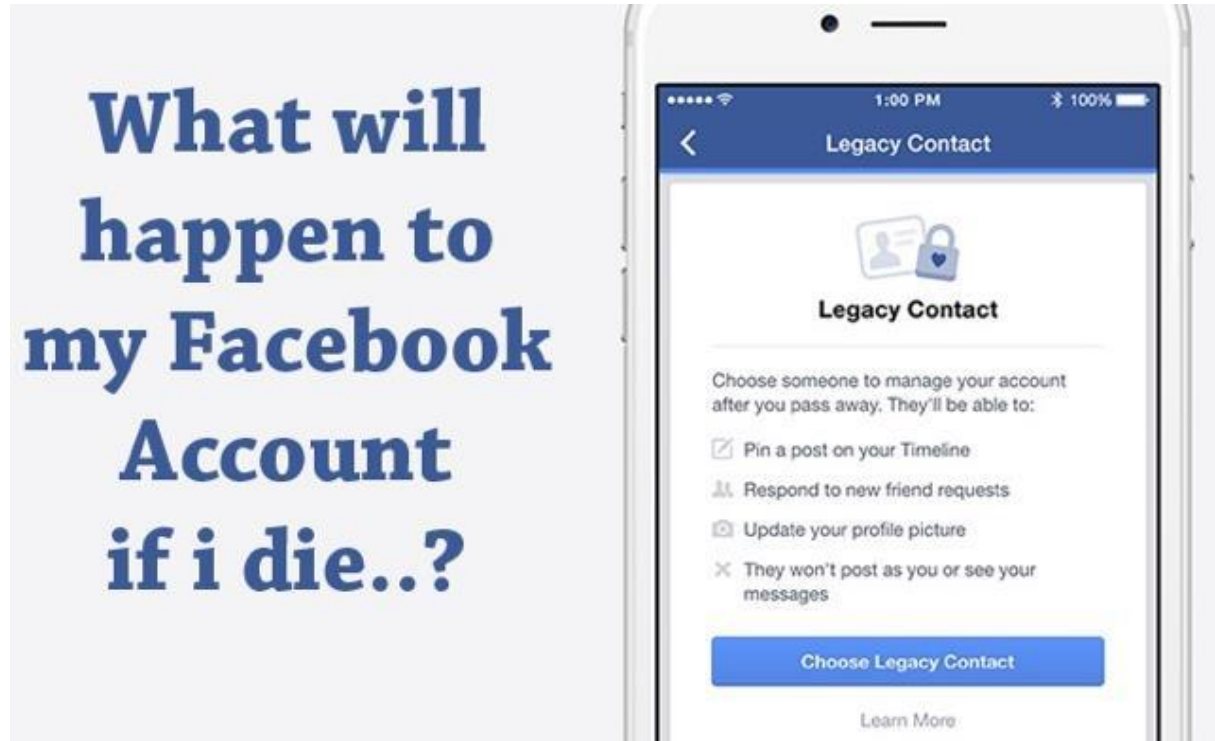 What will
happen to
my Facebook
Account
if i die..?
1:00 PM
100%
Legacy Contact
Legacy Contact
Choose someone to manage your account
after you pass away. They'll be able to:
Pin a post on your Timeline
Respond to new friend requests
Update your profile picture
They won't post as you or see your
messages
Choose Legacy Contact
Learn More